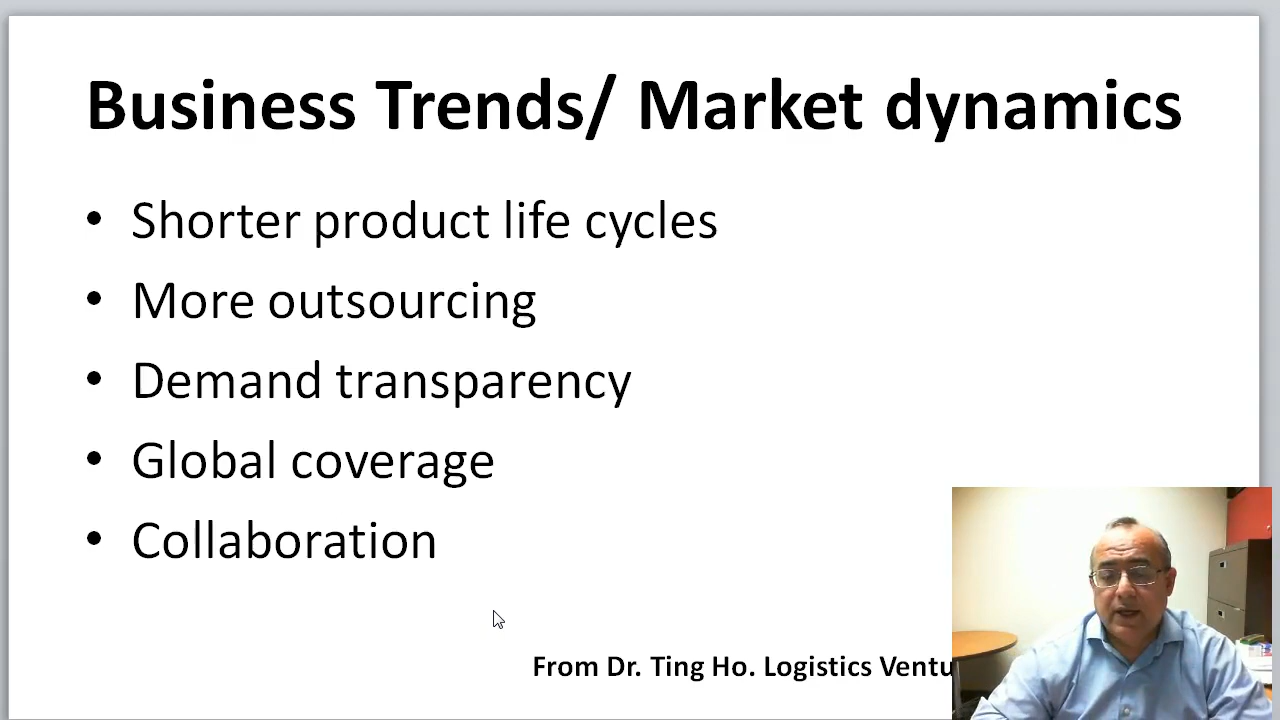 Business Trends/ Market dynamics
• Shorter product life cycles
• More outsourcing
• Demand transparency
• Global coverage
• Collaboration
From Dr. Ting Ho. Logistics